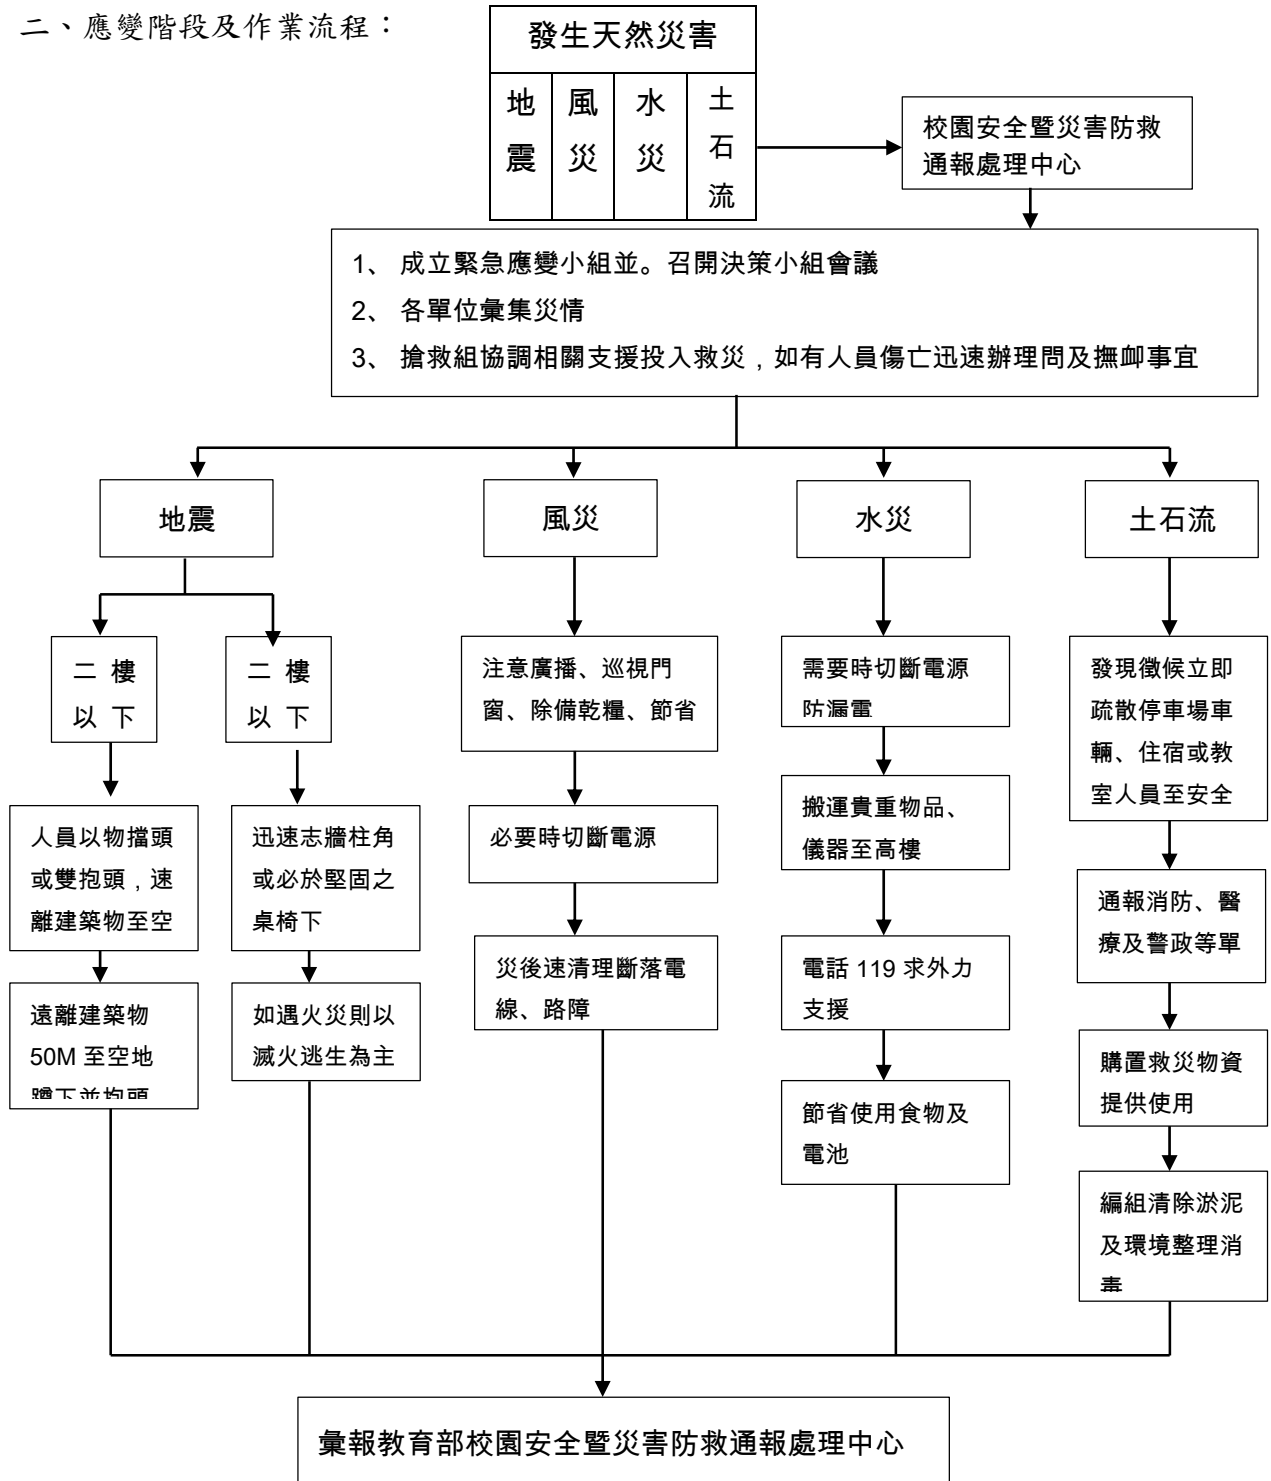 二、應變階段及作業流程：
發生天然災害
地震
風災
水災
土石流
校園安全暨災害防救
通報處理中心
1、 成立緊急應變小組並。召開決策小組會議
2、 各單位彙集災情
3、 搶救組協調相關支援投入救災，如有人員傷亡迅速辦理問及撫卹事宜
地震
風災
水災
土石流
二 樓
以 下
人員以物擋頭
或雙抱頭，速
離建築物至空
遠離建築物
50M 至空地
蹲下並抱頭
二 樓
以 下
迅速志牆柱角
或必於堅固之
桌椅下
如遇火災則以
滅火逃生為主
注意廣播、巡視門
窗、除備乾糧、節省
必要時切斷電源
災後速清理斷落電
線、路障
需要時切斷電源
防漏電
搬運貴重物品、
儀器至高樓
電話 119 求外力
支援
節省使用食物及
電池
發現徵候立即
疏散停車場車
輛、住宿或教
室人員至安全
通報消防、醫
療及警政等單
購置救災物資
提供使用
編組清除淤泥
及環境整理消
毒
彙報教育部校園安全暨災害防救通報處理中心